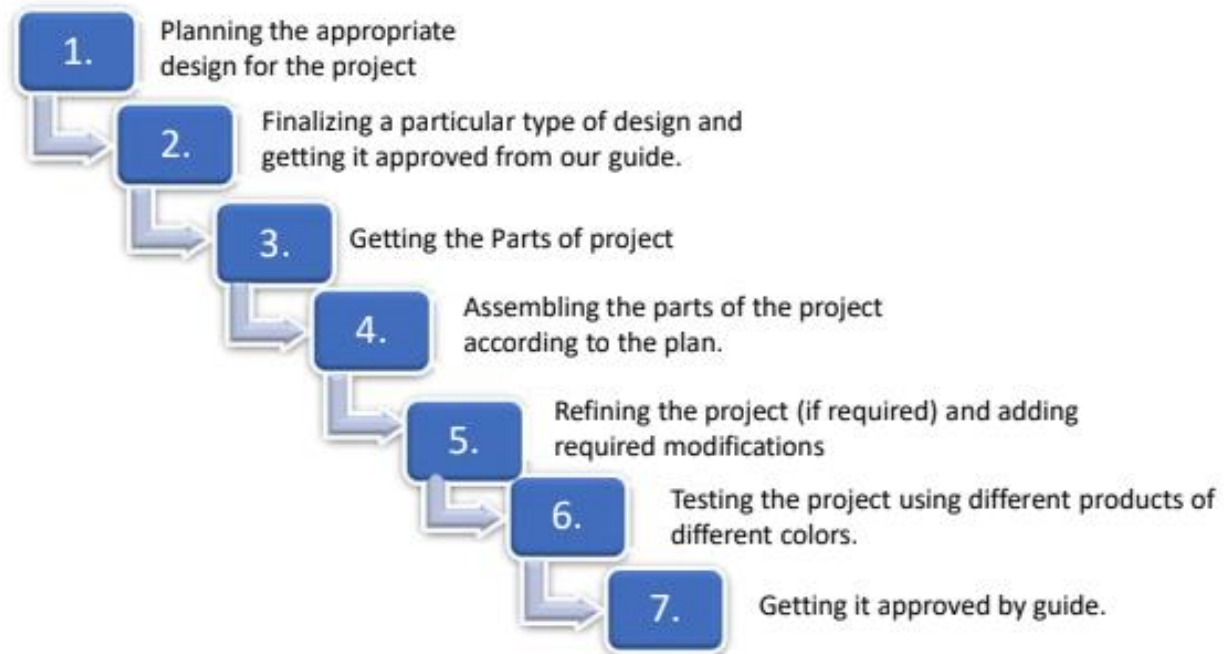 1.
Planning the appropriate
design for the project
2.
Finalizing a particular type of design and
getting it approved from our guide.
3.
Getting the Parts of project
4.
Assembling the parts of the project
according to the plan.
5.
Refining the project (if required) and adding
required modifications
6.
Testing the project using different products of
different colors.
7.
Getting it approved by guide.